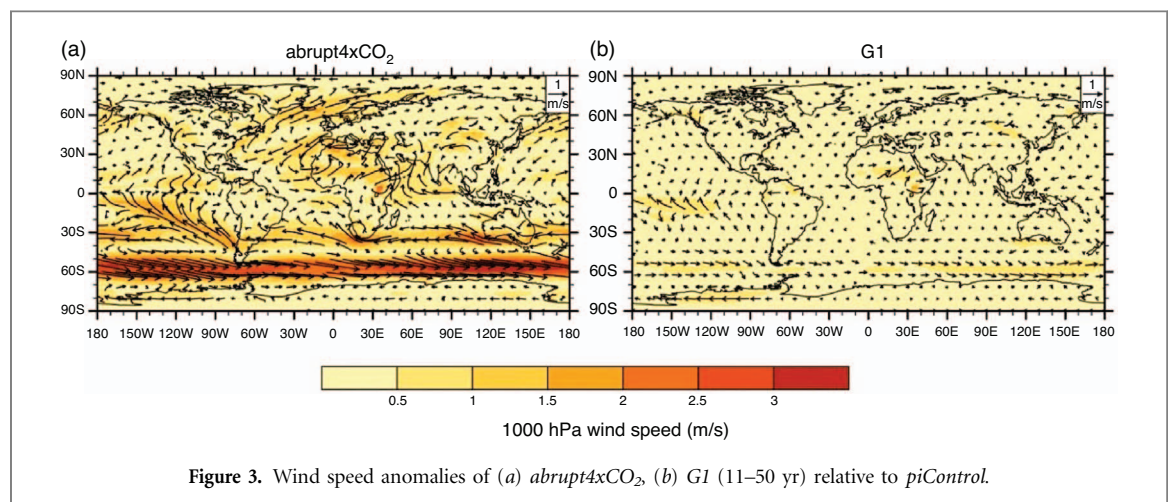 (a)
abrupt4xCO₂
90N
60N
30N
0
30S
60S
90S
1
m/s
180 150W 120W 90W 60W 30W 0 30E 60E 90E 120E 150E 180
(b)
G1
90N
60N
30N
0
30S
60S
90S
1
m/s
180 150W 120W 90W 60W 30W 0 30E 60E 90E 120E 150E 180
0.5 1 1.5 2 2.5 3
1000 hPa wind speed (m/s)
Figure 3. Wind speed anomalies of (a) abrupt4xCO₂, (b) G1 (11–50 yr) relative to piControl.